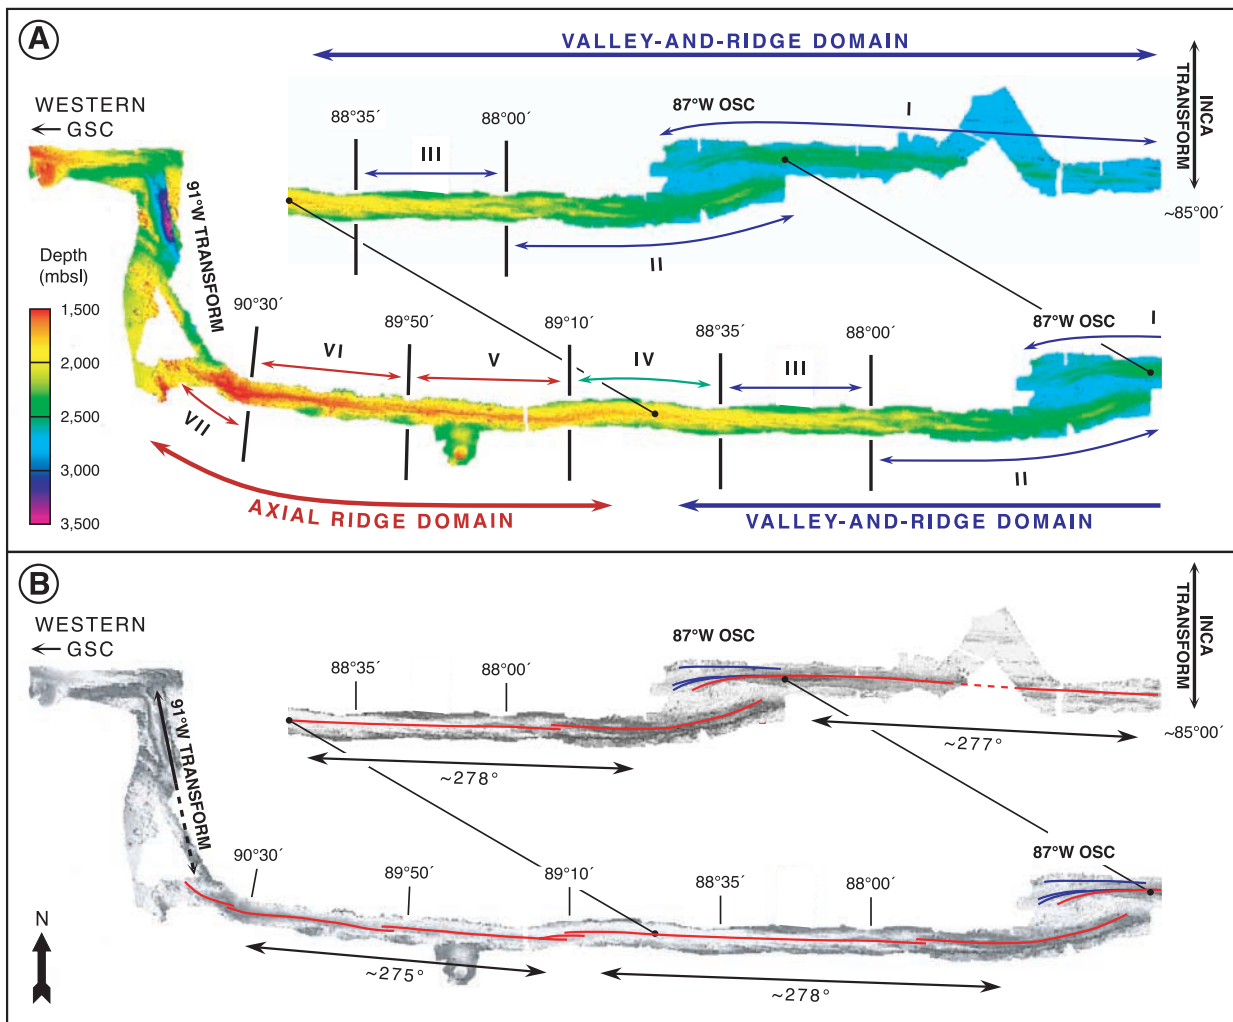 A
VALLEY-AND-RIDGE DOMAIN
INCA
TRANSFORM
WESTERN
GSC
88°35´
88°00´
87°W OSC
I
III
~85°00´
II
91°W TRANSFORM
Depth
(mbsl)
1,500
2,000
2,500
3,000
3,500
90°30´
89°50´
89°10´
88°35´
88°00´
87°W OSC
I
VI
V
IV
III
VII
II
AXIAL RIDGE DOMAIN
VALLEY-AND-RIDGE DOMAIN
B
INCA
TRANSFORM
WESTERN
GSC
88°35´
88°00´
87°W OSC
~85°00´
~277°
~278°
91°W TRANSFORM
90°30´
89°50´
89°10´
88°35´
88°00´
87°W OSC
N
~275°
~278°